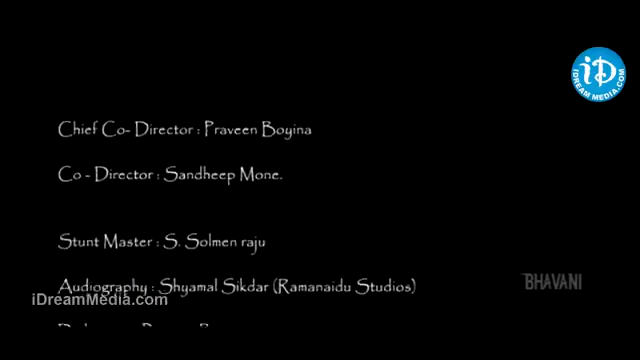 iD
iDREAM MEDIA.COM
Chief Co- Director : Praveen Boyina
Co - Director : Sandheep Mone.
Stunt Master : S. Solmen raju
Audiography : Shyamal Sikdar (Ramanaidu Studios)
BHAVANI
iDreamMedia.com